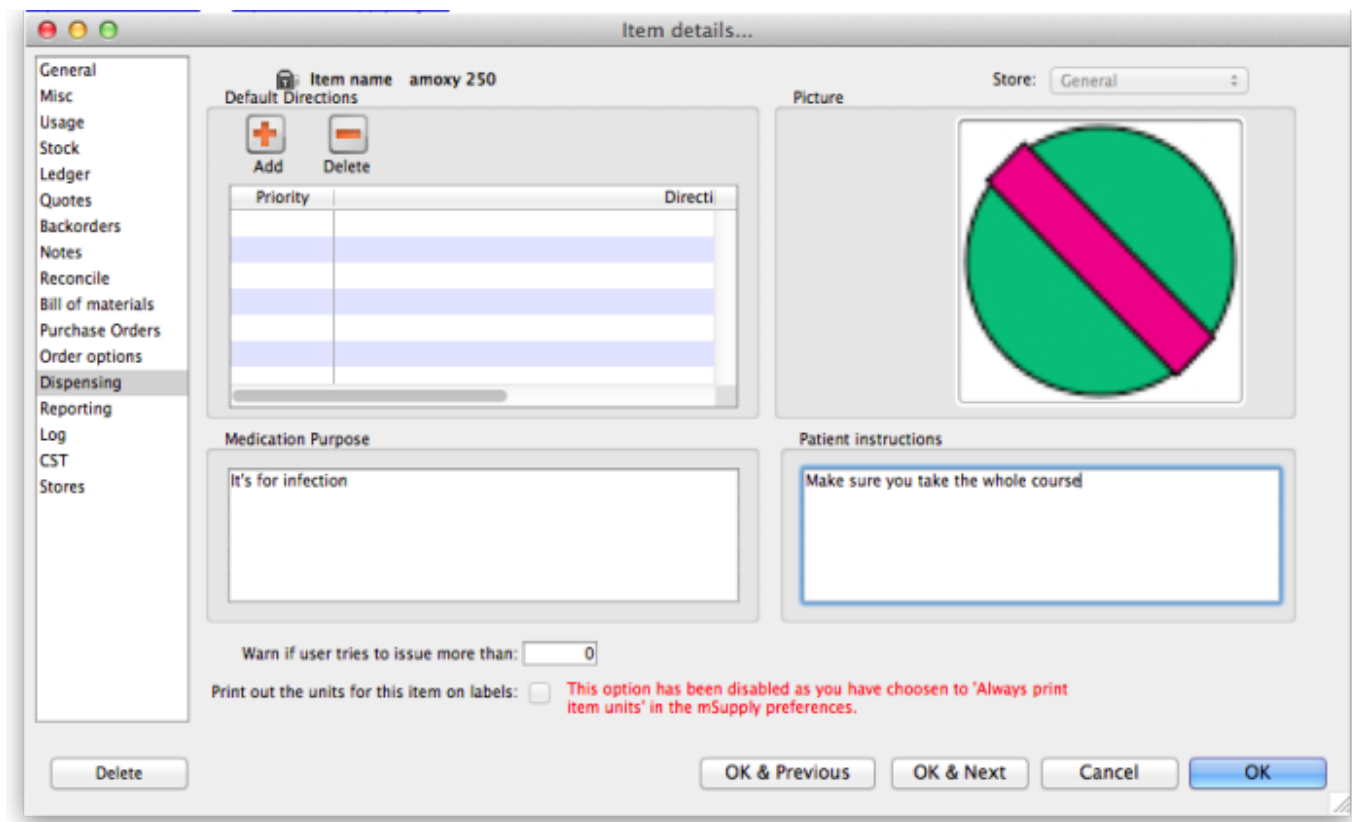 Item details...
General
Misc
Usage
Stock
Ledger
Quotes
Backorders
Notes
Reconcile
Bill of materials
Purchase Orders
Order options
Dispensing
Reporting
Log
CST
Stores
Item name amoxy 250
Store: General
Default Directions
Picture
Add Delete
Priority Directi
Medication Purpose
It's for infection
Patient instructions
Make sure you take the whole course
Warn if user tries to issue more than: 0
Print out the units for this item on labels:
This option has been disabled as you have choosen to 'Always print
item units' in the mSupply preferences.
Delete
OK & Previous
OK & Next
Cancel
OK